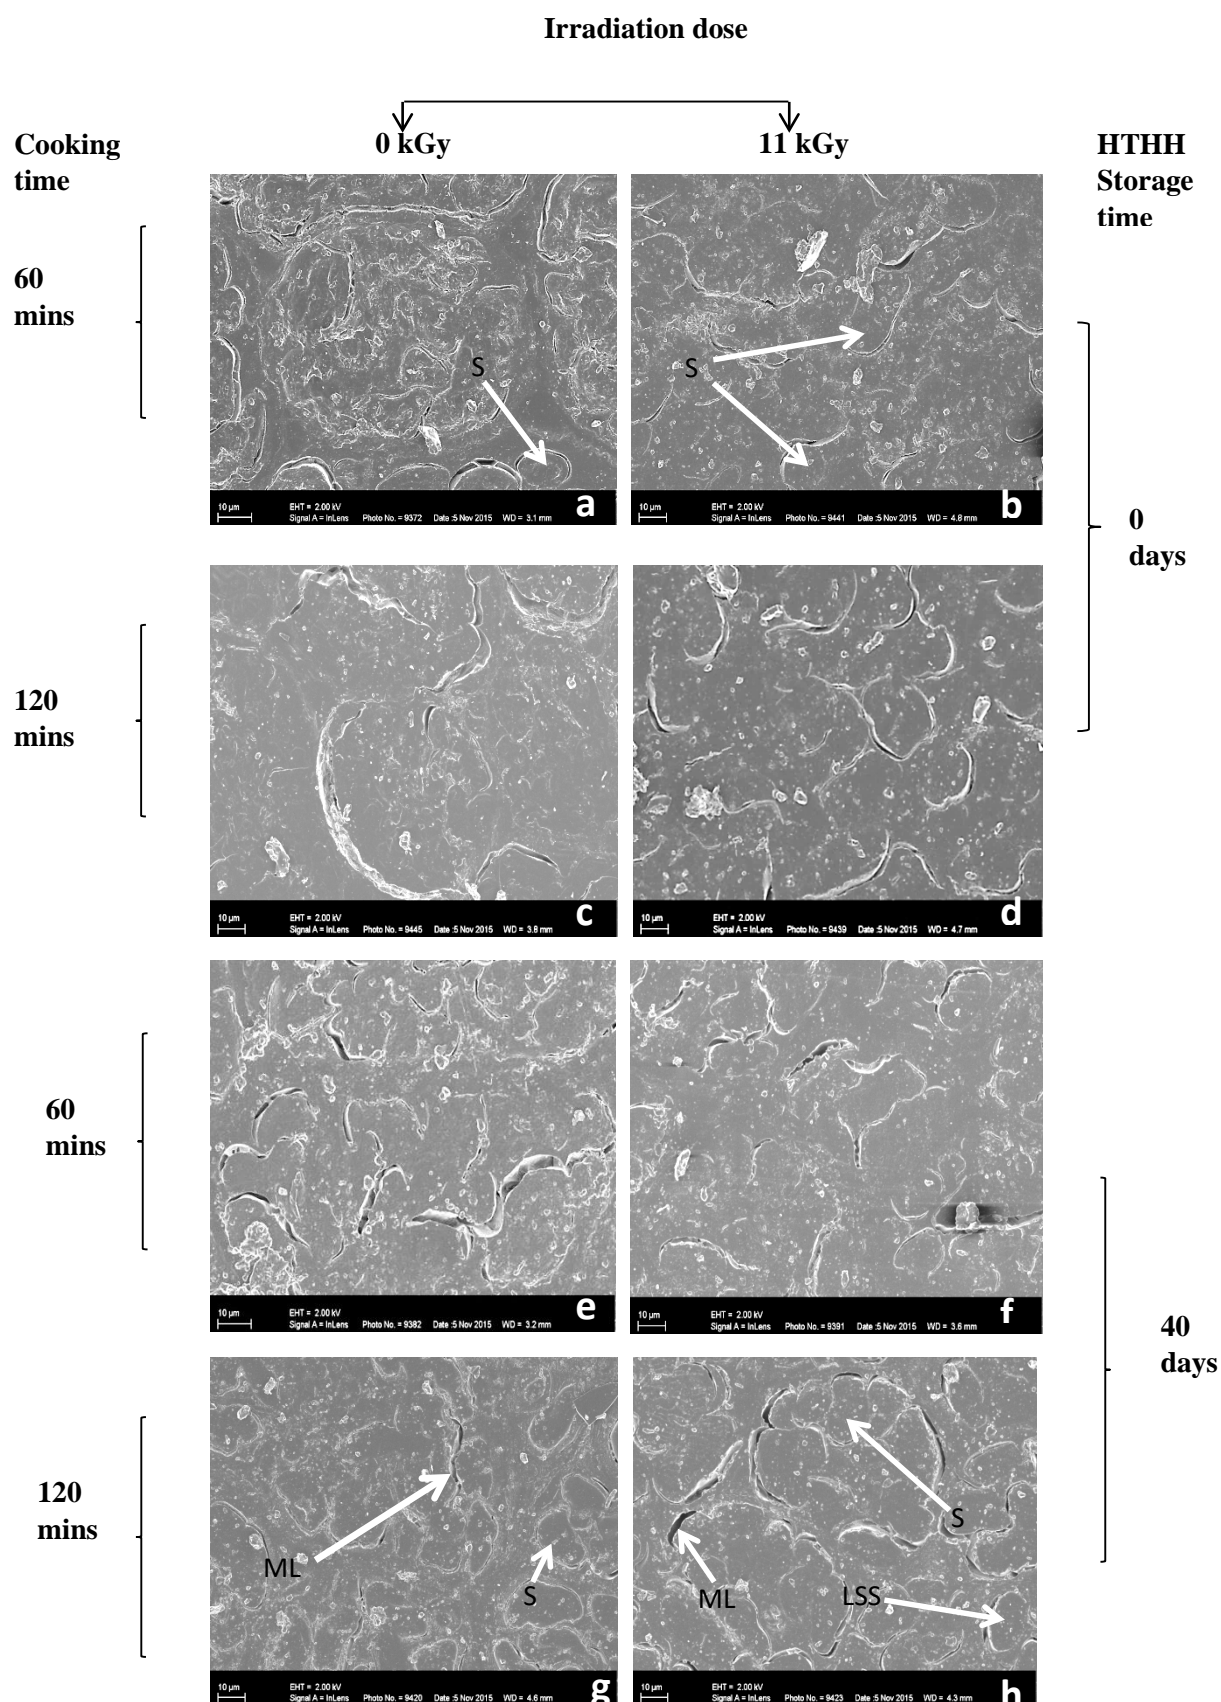 Irradiation dose
Cooking
time
0 kGy
11 kGy
HTHH
Storage
time
60
mins
S
S
10 µm
EHT = 2.00 kV
Signal A = InLens Photo No. = 9372 Date :5 Nov 2015 WD = 3.1 mm
a
10 µm
EHT = 2.00 kV
Signal A = InLens Photo No. = 9441 Date :5 Nov 2015 WD = 4.8 mm
b
0
days
120
mins
10 µm
EHT = 2.00 kV
Signal A = InLens Photo No. = 9445 Date :5 Nov 2015 WD = 3.8 mm
c
10 µm
EHT = 2.00 kV
Signal A = InLens Photo No. = 9439 Date :5 Nov 2015 WD = 4.7 mm
d
60
mins
10 µm
EHT = 2.00 kV
Signal A = InLens Photo No. = 9382 Date :5 Nov 2015 WD = 3.2 mm
e
10 µm
EHT = 2.00 kV
Signal A = InLens Photo No. = 9391 Date :5 Nov 2015 WD = 3.6 mm
f
40
days
120
mins
ML
S
S
ML
LSS
10 µm
EHT = 2.00 kV
Signal A = InLens Photo No. = 9420 Date :5 Nov 2015 WD = 4.6 mm
g
10 µm
EHT = 2.00 kV
Signal A = InLens Photo No. = 9423 Date :5 Nov 2015 WD = 4.3 mm
h